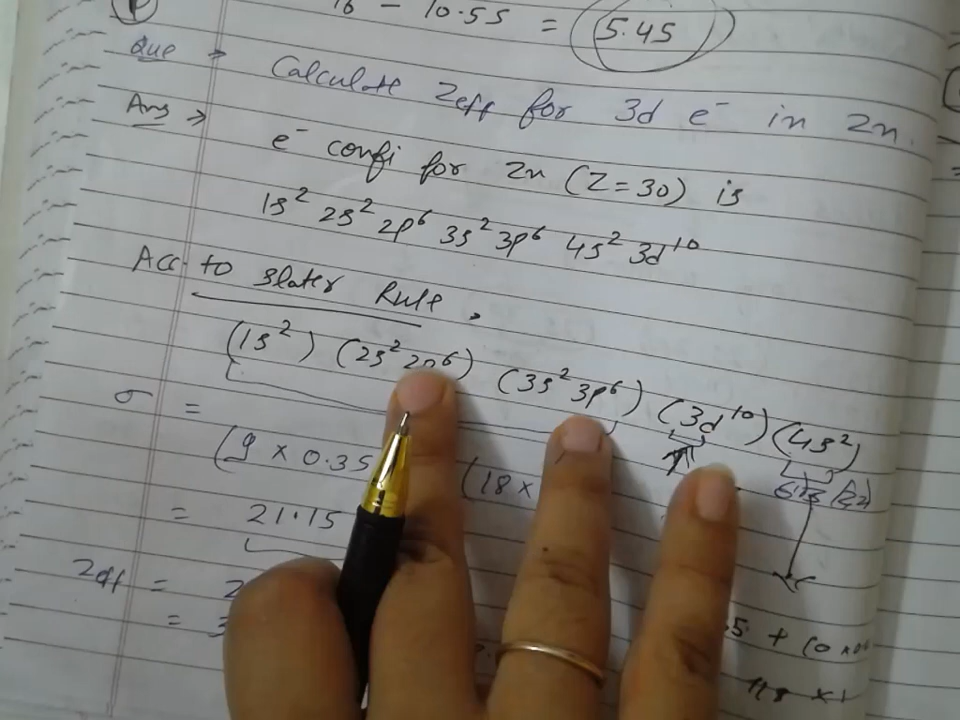 16 - 10.55 = 5.45
Que ⇒ Calculate Zeff for 3d e⁻ in Zn.
Ans ⇒ e⁻ confi for Zn (Z=30) is
1s² 2s² 2p⁶ 3s² 3p⁶ 4s² 3d¹⁰
Acc. to Slater Rule,
(1s²) (2s² 2p⁶) (3s² 3p⁶) (3d¹⁰) (4s²)
σ = (9 × 0.35 (18 ×
= 21.15
Zeff =
=